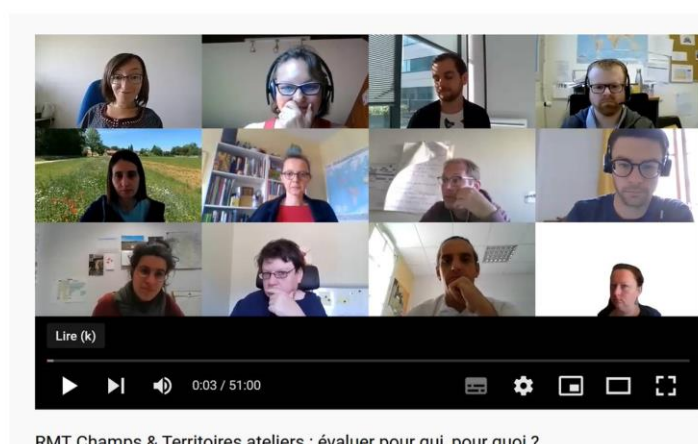 Lire (k)
0:03 / 51:00
RMT Champs & Territoires ateliers : évaluer pour qui, pour quoi ?